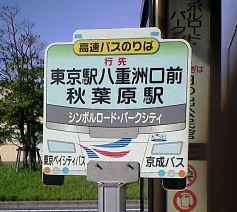 高速バスのりば
行先
東京駅八重洲口前
秋葉原駅
シンボルロード・パークシティ
東京ベイシティバス
京成バス